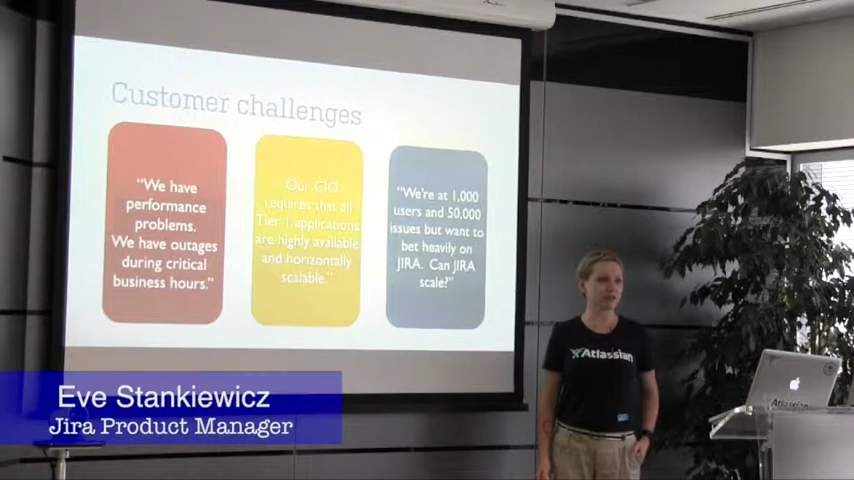 Customer challenges
“We have
performance
problems.
We have outages
during critical
business hours.”
“Our CIO
requires that all
Tier 1 applications
are highly available
and horizontally
scalable.”
“We’re at 1,000
users and 50,000
issues but want to
bet heavily on
JIRA. Can JIRA
scale?”
Atlassian
Atlassian
Eve Stankiewicz
Jira Product Manager